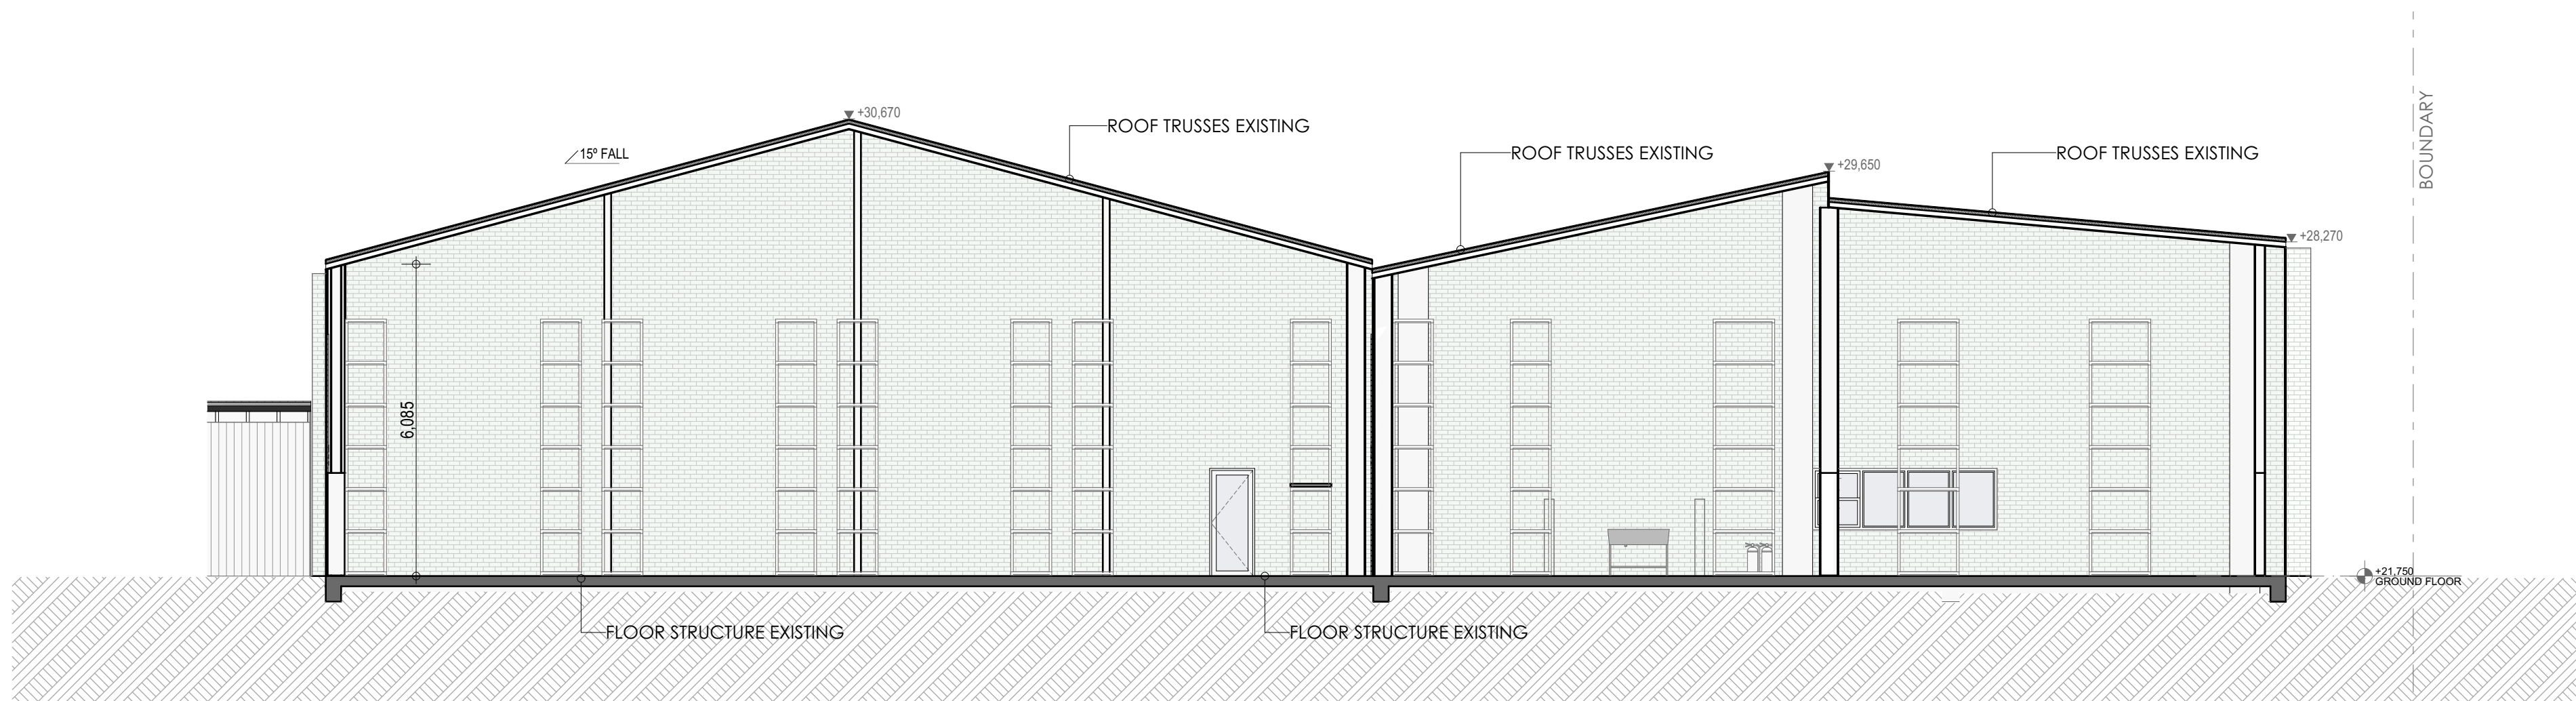 +30,670
ROOF TRUSSES EXISTING
15º FALL
ROOF TRUSSES EXISTING
+29,650
ROOF TRUSSES EXISTING
BOUNDARY
+28,270
6,085
+21,750
GROUND FLOOR
FLOOR STRUCTURE EXISTING
FLOOR STRUCTURE EXISTING